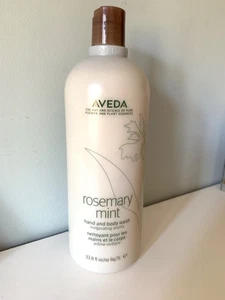 AVEDA
THE ART AND SCIENCE OF PURE
FLOWER AND PLANT ESSENCES
rosemary
mint
hand and body wash
invigorating aroma
nettoyant pour les
mains et le corps
arôme vivifiant